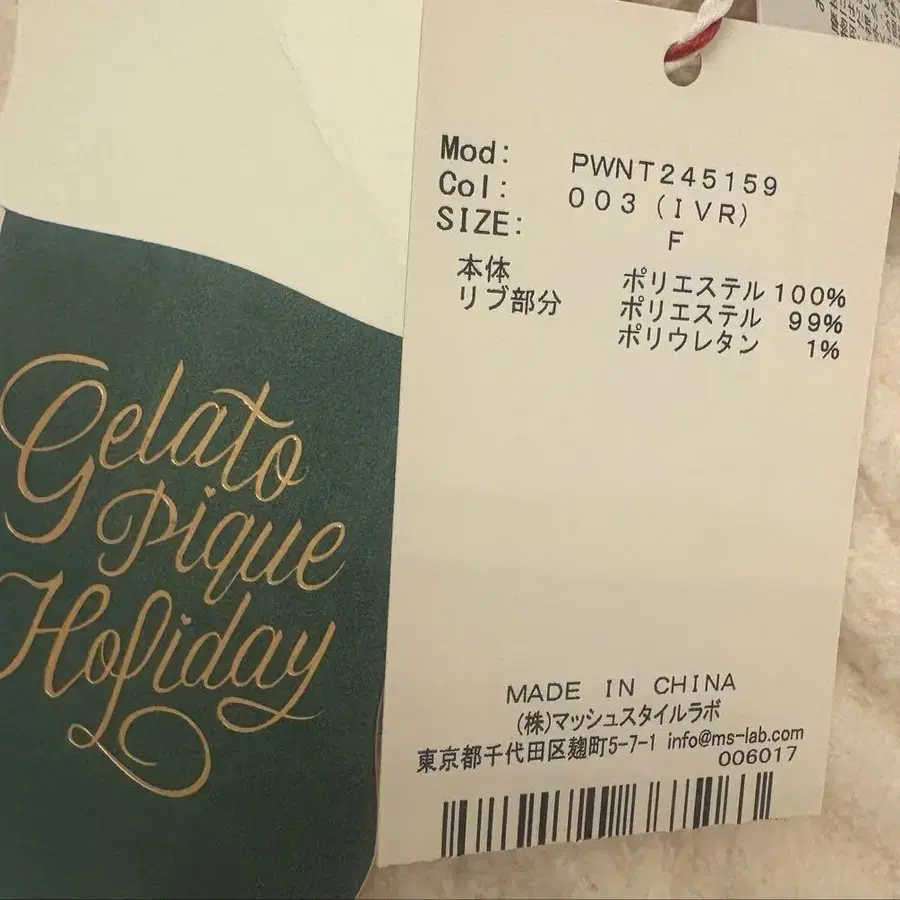 Gelato
Pique
Holiday
Mod: PWNT245159
Col: 003 (IVR)
SIZE: F
本体 ポリエステル 100%
リブ部分 ポリエステル 99%
ポリウレタン 1%
MADE IN CHINA
(株)マッシュスタイルラボ
東京都千代田区麹町5-7-1 info@ms-lab.com
006017